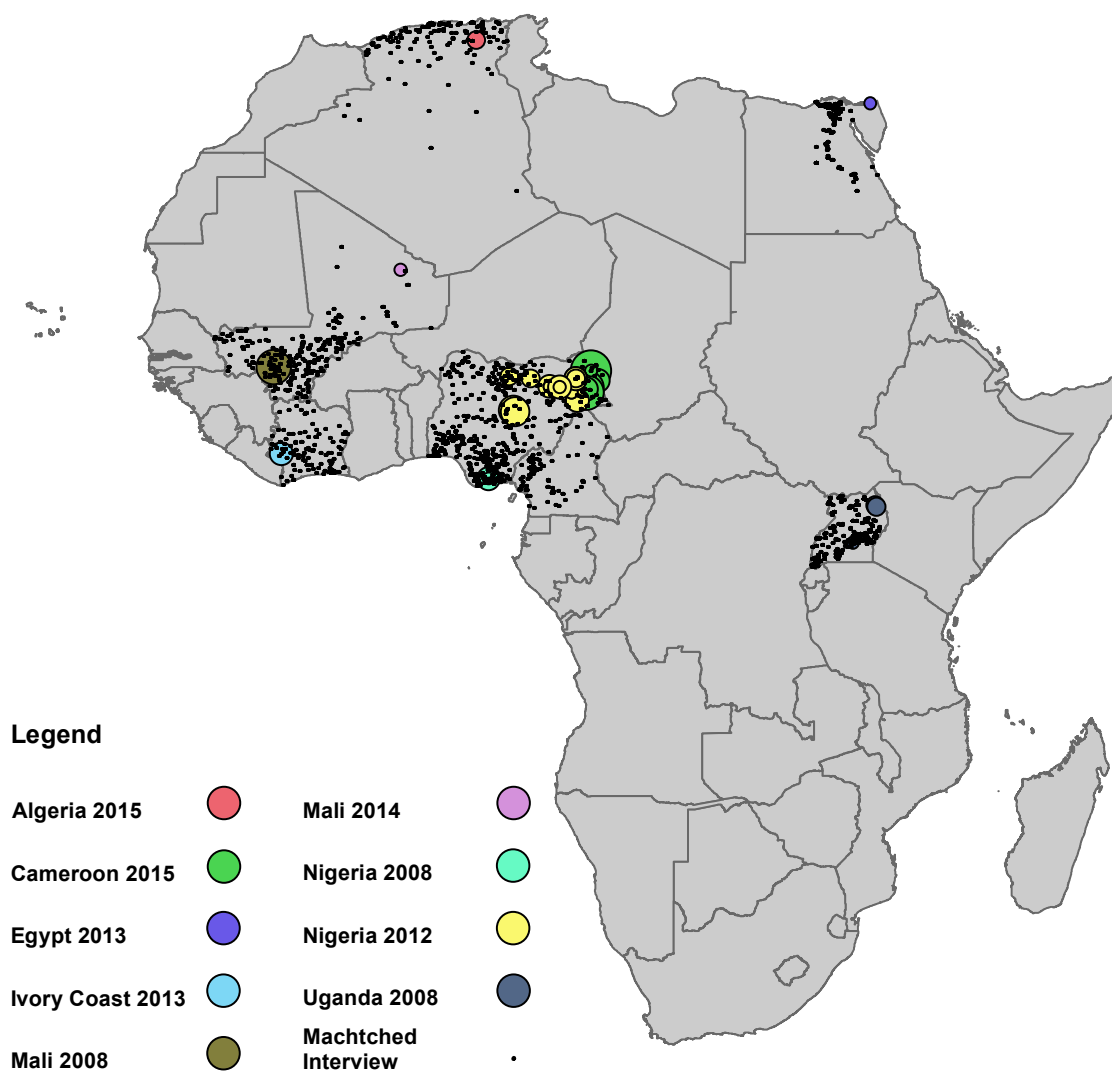 Legend
Algeria 2015
Cameroon 2015
Egypt 2013
Ivory Coast 2013
Mali 2008
Mali 2014
Nigeria 2008
Nigeria 2012
Uganda 2008
Machtched
Interview